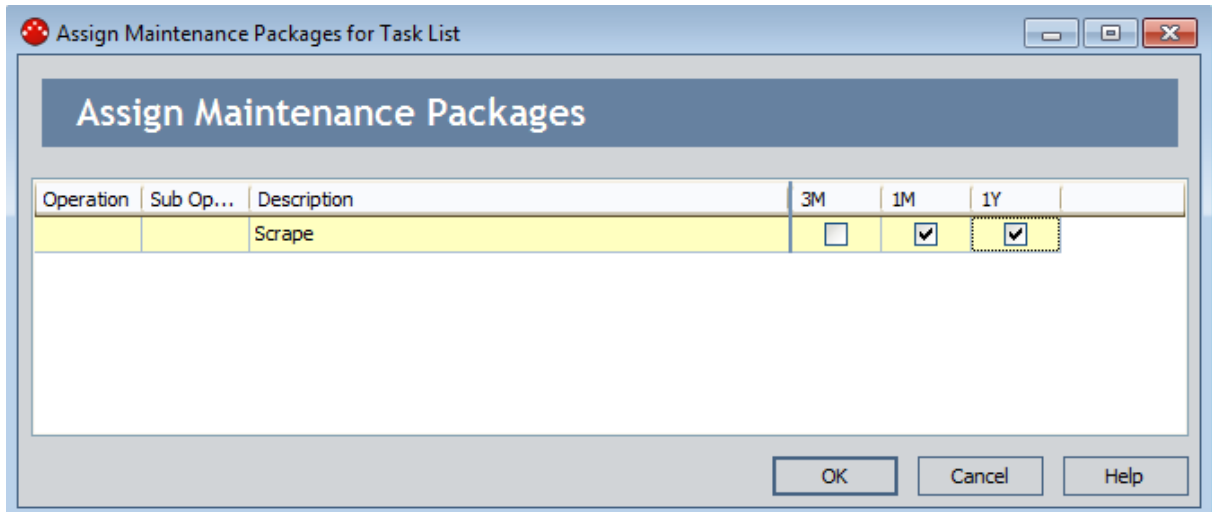 Assign Maintenance Packages for Task List
Assign Maintenance Packages
Operation Sub Op... Description 3M 1M 1Y
Scrape
OK Cancel Help